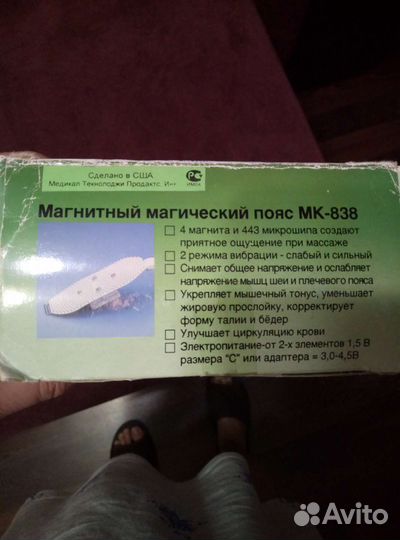 Сделано в США
Медикал Технолоджи Продактс.
Магнитный магический пояс МК-838
4 магнита и 443 микрошипа создают
приятное ощущение при массаже
2 режима вибрации - слабый и сильный
Снимает общее напряжение и ослабляет
напряжение мышц шеи и плечевого пояса
Укрепляет мышечный тонус, уменьшает
жировую прослойку, корректирует
форму талии и бёдер
Улучшает циркуляцию крови
Электропитание-от 2-х элементов 1,5 В
размера "С" или адаптера = 3,0-4,5В
Avito